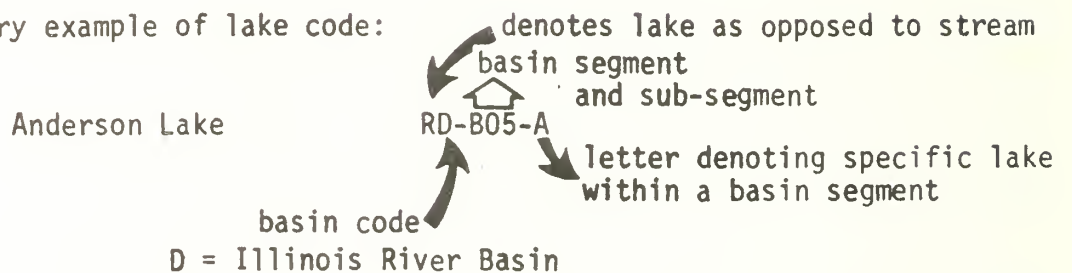 ry example of lake code:
denotes lake as opposed to stream
basin segment
and sub-segment
Anderson Lake
RD-B05-A
letter denoting specific lake
within a basin segment
basin code
D = Illinois River Basin